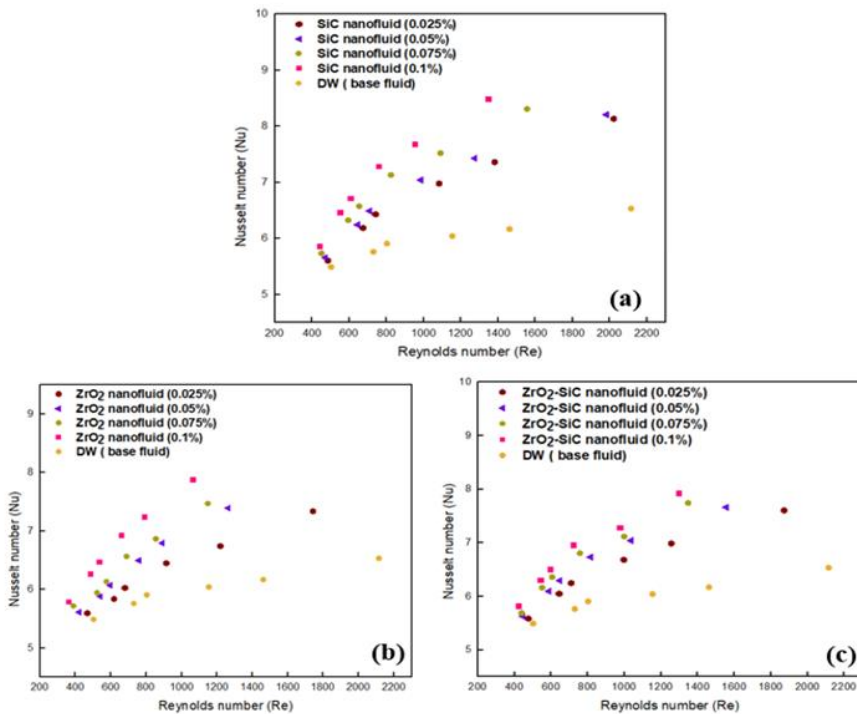 10
9
8
7
6
5
Nusselt number (Nu)
SiC nanofluid (0.025%)
SiC nanofluid (0.05%)
SiC nanofluid (0.075%)
SiC nanofluid (0.1%)
DW ( base fluid)
(a)
200 400 600 800 1000 1200 1400 1600 1800 2000 2200
Reynolds number (Re)
9
8
7
6
5
Nusselt number (Nu)
ZrO2 nanofluid (0.025%)
ZrO2 nanofluid (0.05%)
ZrO2 nanofluid (0.075%)
ZrO2 nanofluid (0.1%)
DW ( base fluid)
(b)
200 400 600 800 1000 1200 1400 1600 1800 2000 2200
Reynolds number (Re)
10
9
8
7
6
5
Nusselt number (Nu)
ZrO2-SiC nanofluid (0.025%)
ZrO2-SiC nanofluid (0.05%)
ZrO2-SiC nanofluid (0.075%)
ZrO2-SiC nanofluid (0.1%)
DW ( base fluid)
(c)
200 400 600 800 1000 1200 1400 1600 1800 2000 2200
Reynolds number (Re)